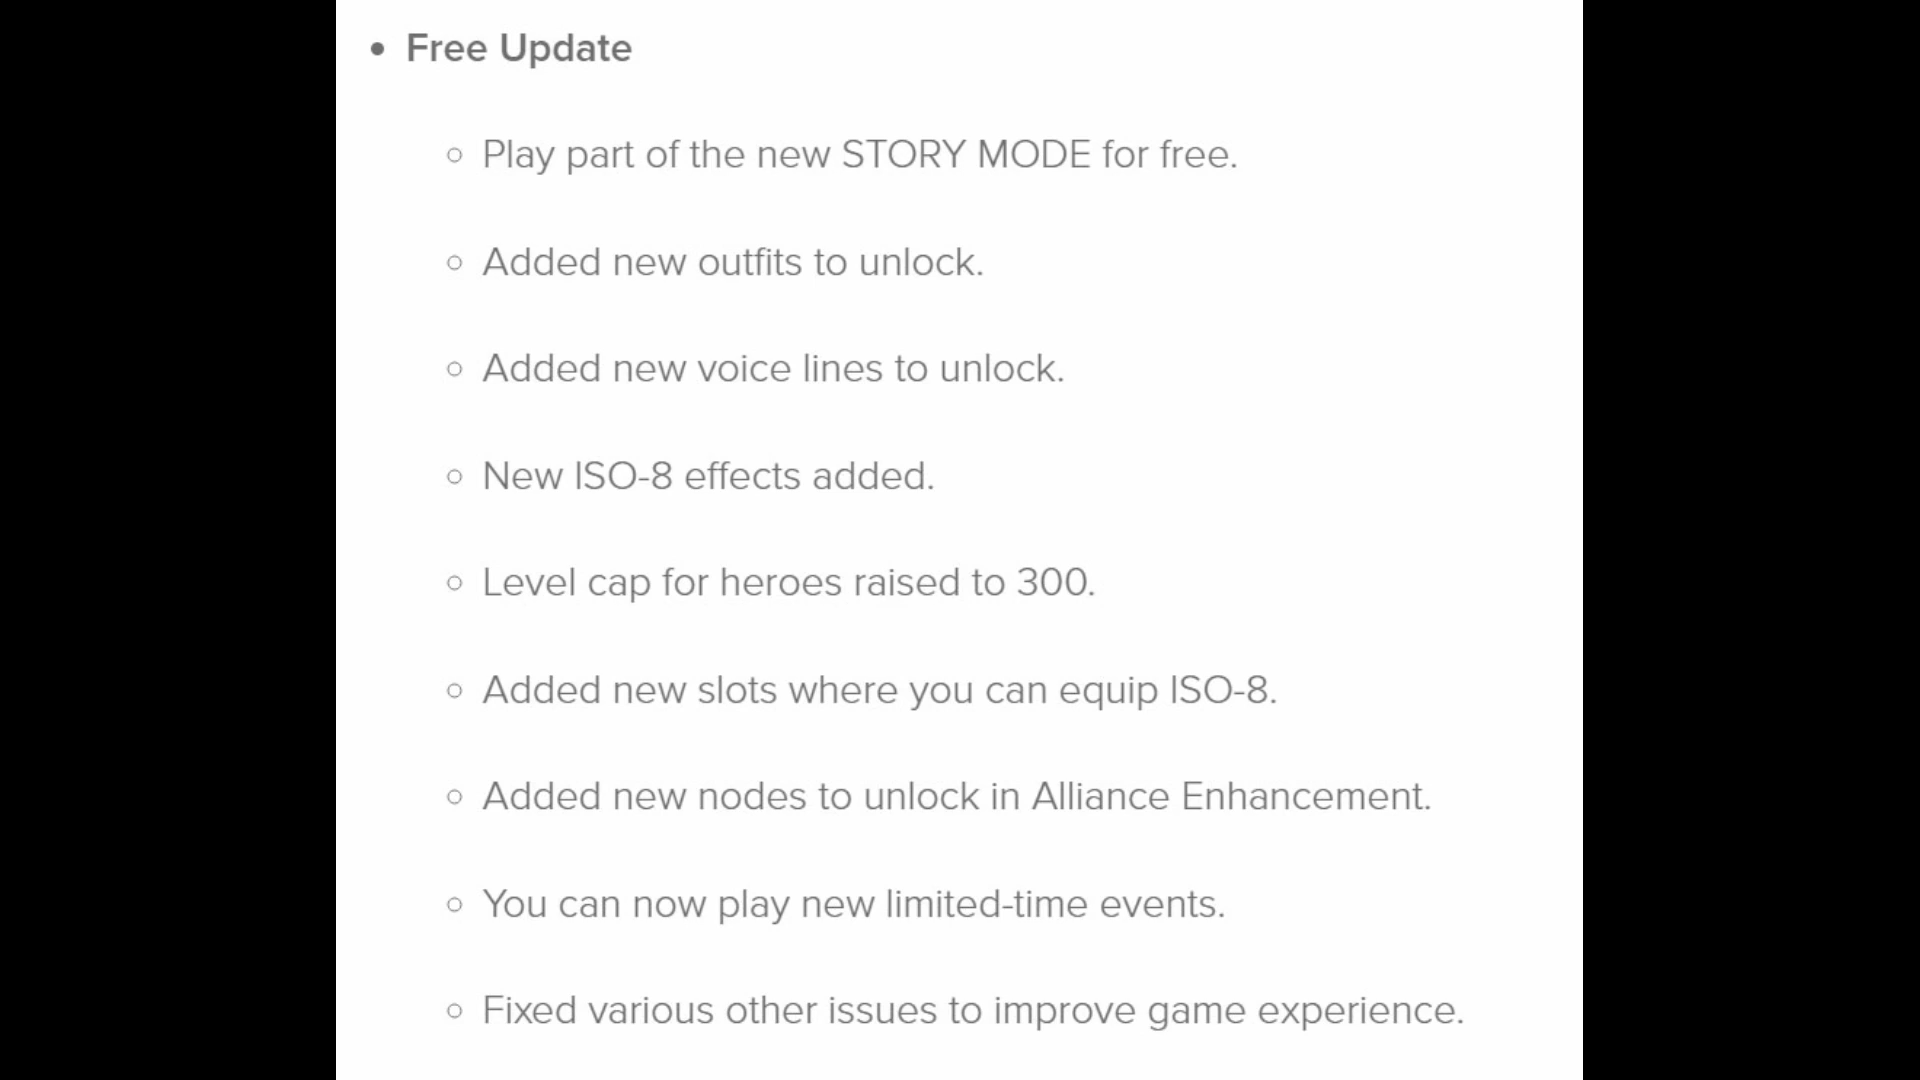 Free Update
Play part of the new STORY MODE for free.
Added new outfits to unlock.
Added new voice lines to unlock.
New ISO-8 effects added.
Level cap for heroes raised to 300.
Added new slots where you can equip ISO-8.
Added new nodes to unlock in Alliance Enhancement.
You can now play new limited-time events.
Fixed various other issues to improve game experience.